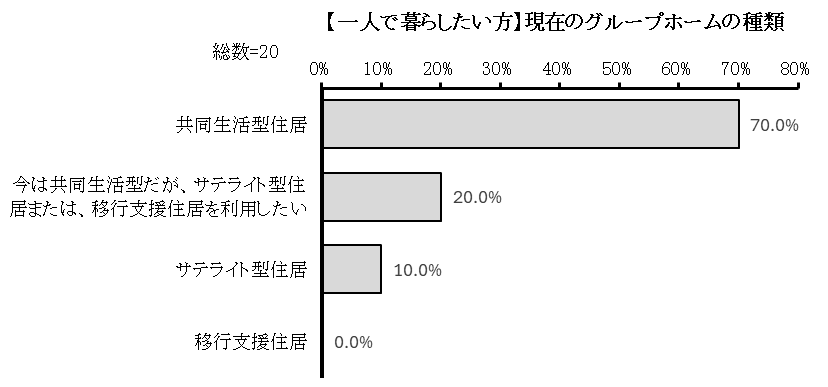 【一人で暮らしたい方】現在のグループホームの種類
総数=20
0% 10% 20% 30% 40% 50% 60% 70% 80%
共同生活型住居 70.0%
今は共同生活型だが、サテライト型住
居または、移行支援住居を利用したい 20.0%
サテライト型住居 10.0%
移行支援住居 0.0%